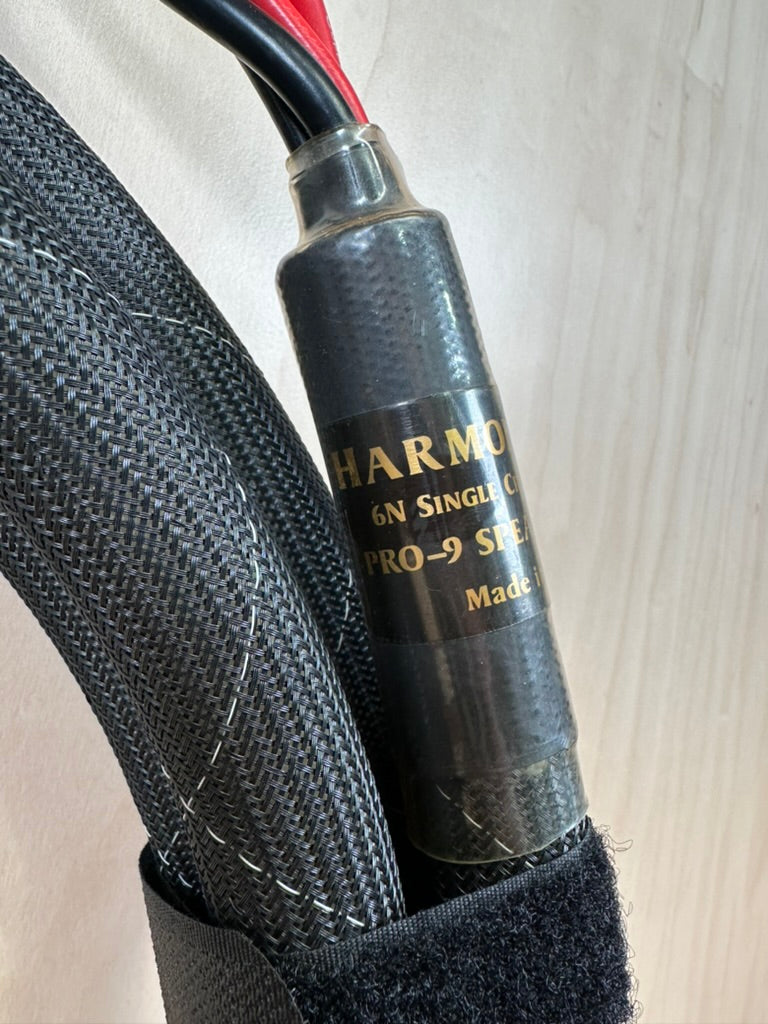 HARMO
6N SINGLE C
PRO-9 SPEA
Made i